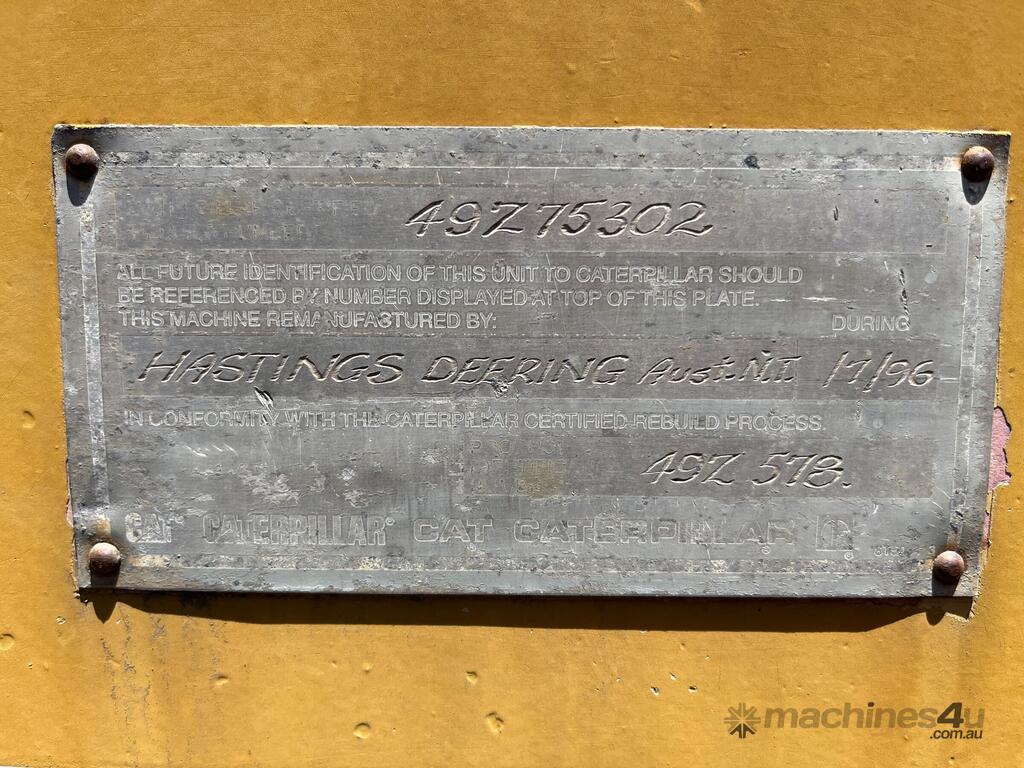 49Z75302
ALL FUTURE IDENTIFICATION OF THIS UNIT TO CATERPILLAR SHOULD
BE REFERENCED BY NUMBER DISPLAYED AT TOP OF THIS PLATE.
THIS MACHINE REMANUFACTURED BY: DURING
HASTINGS DEERING Aust. N.T 17/96
IN CONFORMITY WITH THE CATERPILLAR CERTIFIED REBUILD PROCESS.
49Z 578.
CAT CATERPILLAR® CAT CATERPILLAR
machines4u
.com.au